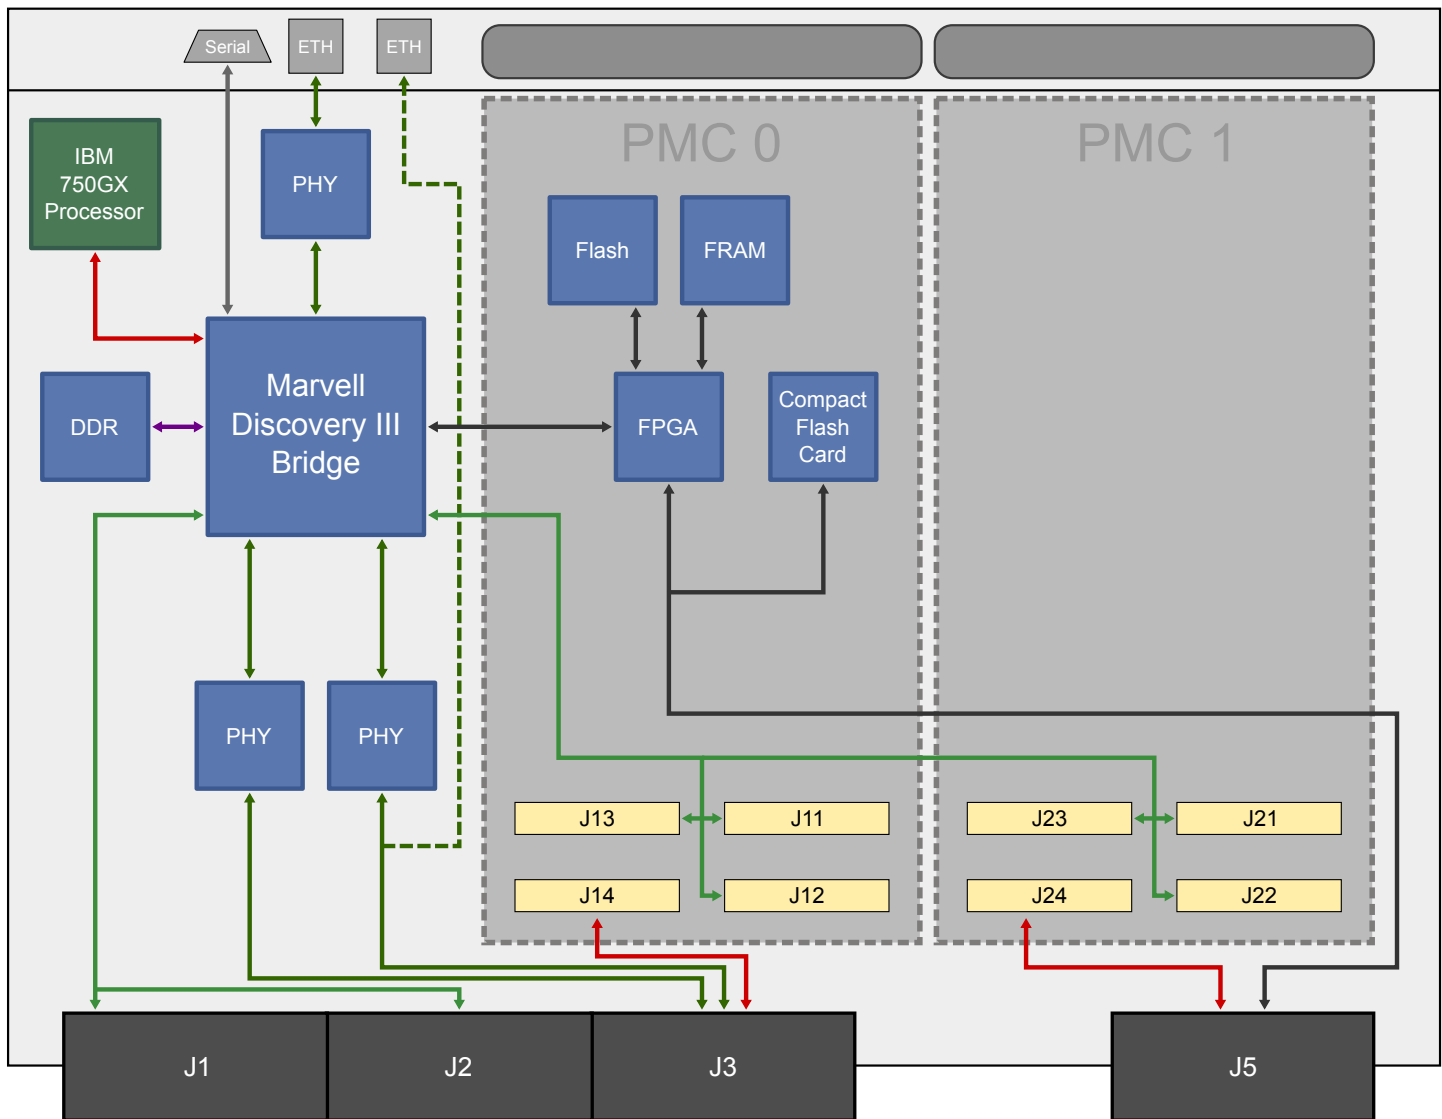 Serial
ETH
ETH
PMC 0
PMC 1
IBM
750GX
Processor
PHY
Flash
FRAM
DDR
Marvell
Discovery III
Bridge
FPGA
Compact
Flash
Card
PHY
PHY
J13
J11
J23
J21
J14
J12
J24
J22
J1
J2
J3
J5